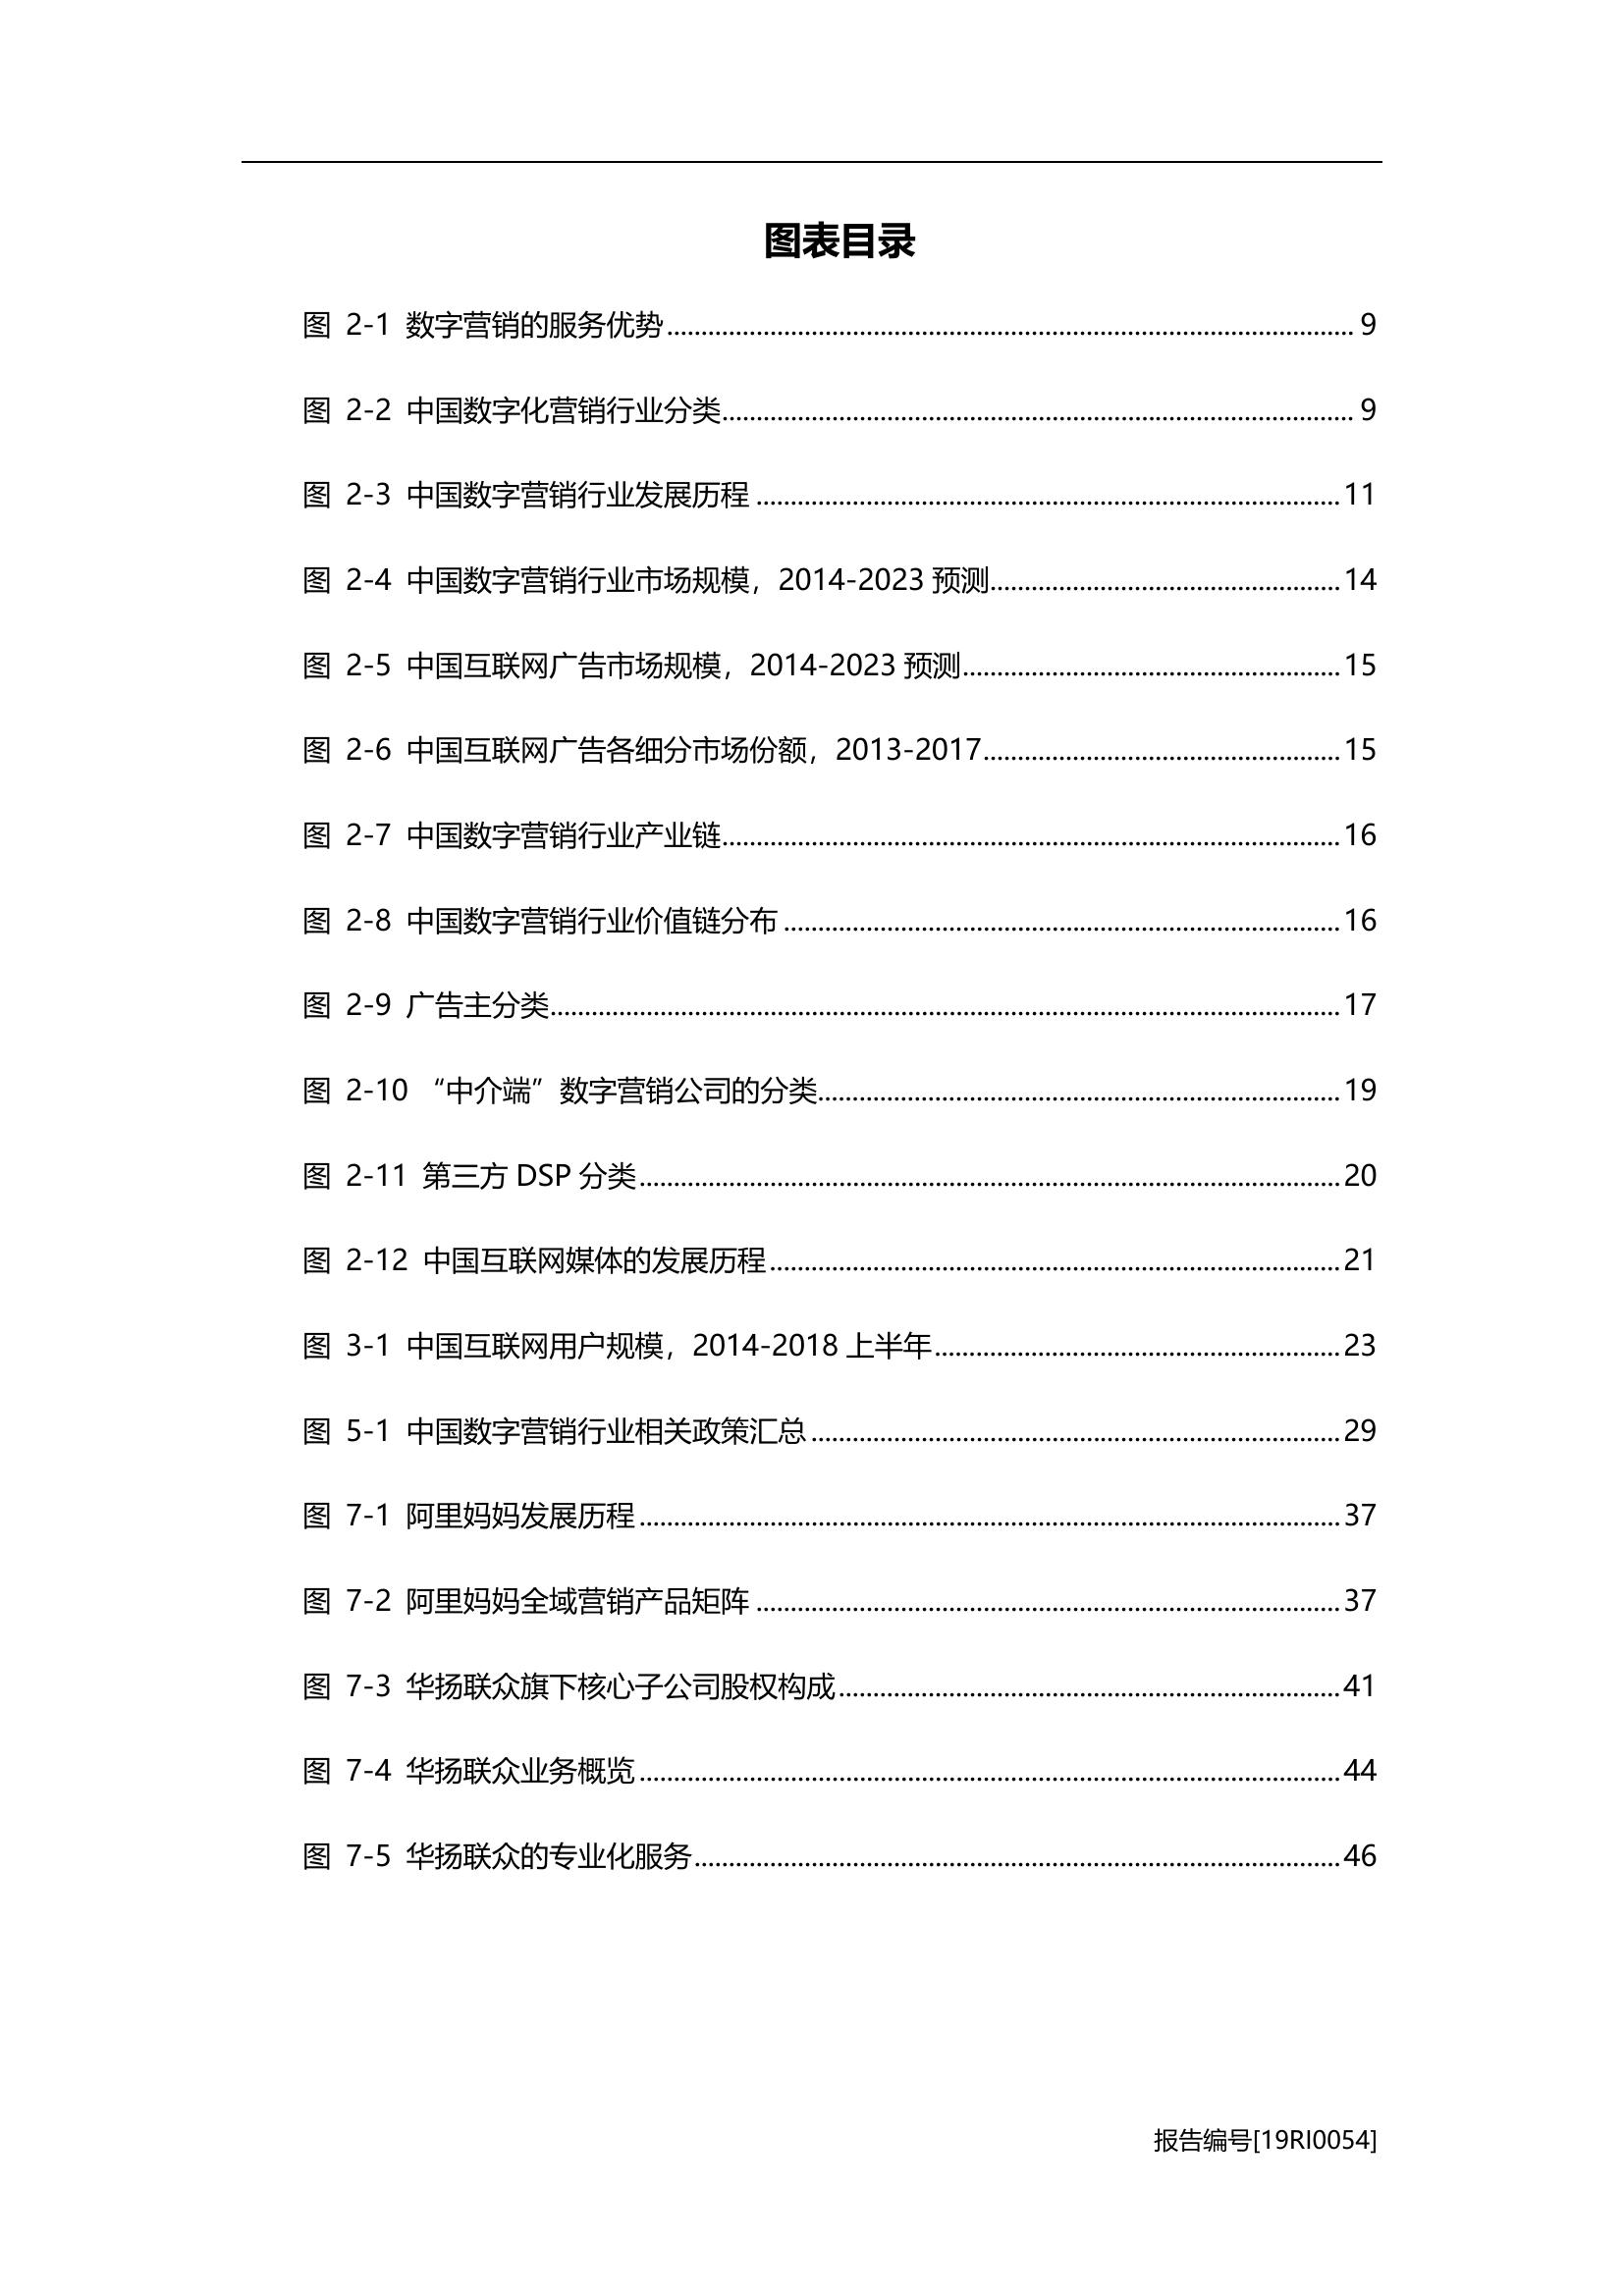 图表目录
图 2-1 数字营销的服务优势 ........ 9
图 2-2 中国数字化营销行业分类 ........ 9
图 2-3 中国数字营销行业发展历程 ........ 11
图 2-4 中国数字营销行业市场规模，2014-2023 预测 ........ 14
图 2-5 中国互联网广告市场规模，2014-2023 预测 ........ 15
图 2-6 中国互联网广告各细分市场份额，2013-2017 ........ 15
图 2-7 中国数字营销行业产业链 ........ 16
图 2-8 中国数字营销行业价值链分布 ........ 16
图 2-9 广告主分类 ........ 17
图 2-10 “中介端”数字营销公司的分类 ........ 19
图 2-11 第三方 DSP 分类 ........ 20
图 2-12 中国互联网媒体的发展历程 ........ 21
图 3-1 中国互联网用户规模，2014-2018 上半年 ........ 23
图 5-1 中国数字营销行业相关政策汇总 ........ 29
图 7-1 阿里妈妈发展历程 ........ 37
图 7-2 阿里妈妈全域营销产品矩阵 ........ 37
图 7-3 华扬联众旗下核心子公司股权构成 ........ 41
图 7-4 华扬联众业务概览 ........ 44
图 7-5 华扬联众的专业化服务 ........ 46
报告编号[19RI0054]